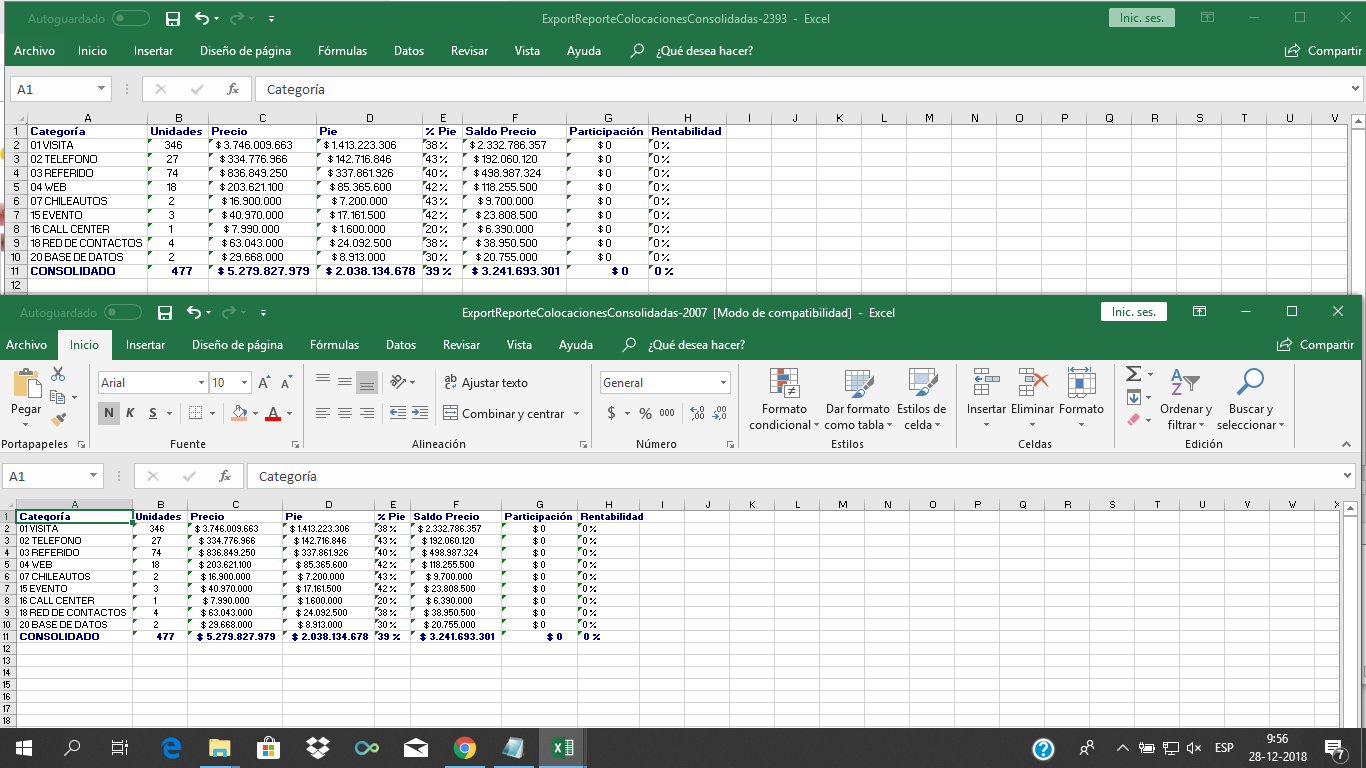 Autoguardado ExportReporteColocacionesConsolidadas-2393 - Excel Inic. ses.
Archivo Inicio Insertar Diseño de página Fórmulas Datos Revisar Vista Ayuda ¿Qué desea hacer? Compartir
A1 fx Categoría
A B C D E F G H I J K L M N O P Q R S T U V
1 Categoría Unidades Precio Pie % Pie Saldo Precio Participación Rentabilidad
2 01 VISITA 346 $ 3.746.009.663 $ 1.413.223.306 38 % $ 2.332.786.357 $ 0 0 %
3 02 TELEFONO 27 $ 334.776.966 $ 142.716.846 43 % $ 192.060.120 $ 0 0 %
4 03 REFERIDO 74 $ 836.849.250 $ 337.861.926 40 % $ 498.987.324 $ 0 0 %
5 04 WEB 18 $ 203.621.100 $ 85.365.600 42 % $ 118.255.500 $ 0 0 %
6 07 CHILEAUTOS 2 $ 16.900.000 $ 7.200.000 43 % $ 9.700.000 $ 0 0 %
7 15 EVENTO 3 $ 40.970.000 $ 17.161.500 42 % $ 23.808.500 $ 0 0 %
8 16 CALL CENTER 1 $ 7.990.000 $ 1.600.000 20 % $ 6.390.000 $ 0 0 %
9 18 RED DE CONTACTOS 4 $ 63.043.000 $ 24.092.500 38 % $ 38.950.500 $ 0 0 %
10 20 BASE DE DATOS 2 $ 29.668.000 $ 8.913.000 30 % $ 20.755.000 $ 0 0 %
11 CONSOLIDADO 477 $ 5.279.827.979 $ 2.038.134.678 39 % $ 3.241.693.301 $ 0 0 %
12
Autoguardado ExportReporteColocacionesConsolidadas-2007 [Modo de compatibilidad] - Excel Inic. ses.
Archivo Inicio Insertar Diseño de página Fórmulas Datos Revisar Vista Ayuda ¿Qué desea hacer? Compartir
Pegar Arial 10 A A ab Ajustar texto General Formato condicional Dar formato como tabla Estilos de celda Insertar Eliminar Formato Ordenar y filtrar Buscar y seleccionar
N K S A Combinar y centrar $ % 000
Portapapeles Fuente Alineación Número Estilos Celdas Edición
A1 fx Categoría
A B C D E F G H I J K L M N O P Q R S T U V W X
1 Categoría Unidades Precio Pie % Pie Saldo Precio Participación Rentabilidad
2 01 VISITA 346 $ 3.746.009.663 $ 1.413.223.306 38 % $ 2.332.786.357 $ 0 0 %
3 02 TELEFONO 27 $ 334.776.966 $ 142.716.846 43 % $ 192.060.120 $ 0 0 %
4 03 REFERIDO 74 $ 836.849.250 $ 337.861.926 40 % $ 498.987.324 $ 0 0 %
5 04 WEB 18 $ 203.621.100 $ 85.365.600 42 % $ 118.255.500 $ 0 0 %
6 07 CHILEAUTOS 2 $ 16.900.000 $ 7.200.000 43 % $ 9.700.000 $ 0 0 %
7 15 EVENTO 3 $ 40.970.000 $ 17.161.500 42 % $ 23.808.500 $ 0 0 %
8 16 CALL CENTER 1 $ 7.990.000 $ 1.600.000 20 % $ 6.390.000 $ 0 0 %
9 18 RED DE CONTACTOS 4 $ 63.043.000 $ 24.092.500 38 % $ 38.950.500 $ 0 0 %
10 20 BASE DE DATOS 2 $ 29.668.000 $ 8.913.000 30 % $ 20.755.000 $ 0 0 %
11 CONSOLIDADO 477 $ 5.279.827.979 $ 2.038.134.678 39 % $ 3.241.693.301 $ 0 0 %
12
13
14
15
16
17
18
ESP 9:56
28-12-2018 7